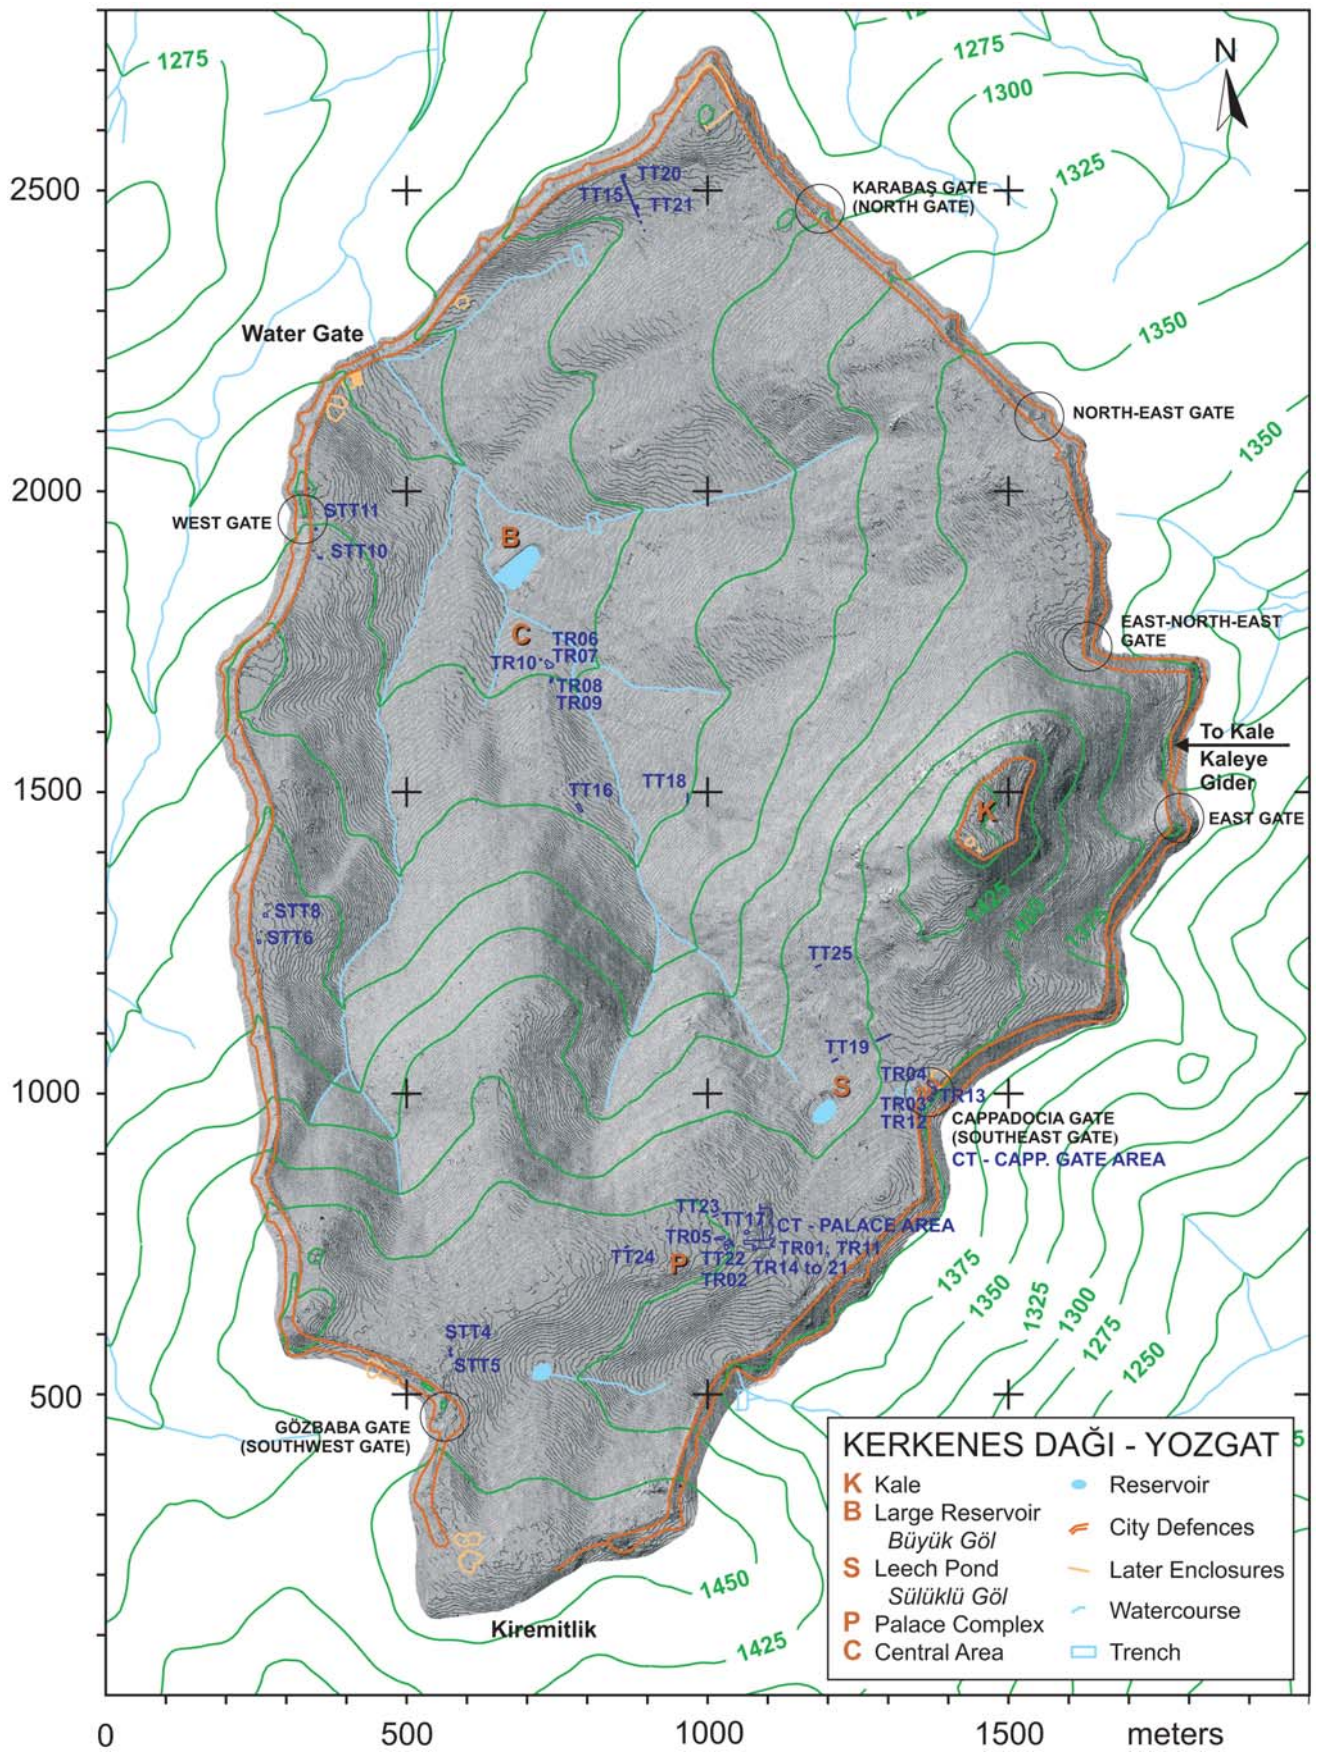 1275
1275
N
1300
1325
2500
TT20
TT15
TT21
KARABAŞ GATE
(NORTH GATE)
1350
Water Gate
NORTH-EAST GATE
1350
2000
STT11
WEST GATE
STT10
B
EAST-NORTH-EAST
GATE
C
TR06
TR07
TR10
TR08
TR09
To Kale
Kaleye
Gider
1500
TT16
TT18
K
EAST GATE
1425
1400
1375
STT8
STT6
TT25
TT19
1000
S
TR04
TR13
TR03
TR12
CAPPADOCIA GATE
(SOUTHEAST GATE)
CT - CAPP. GATE AREA
TT23
TT17
CT - PALACE AREA
TR05
TR01, TR11
TT24
P
TT22
TR14 to 21
TR02
1375
1350
1325
1300
1275
1250
STT4
STT5
500
GÖZBABA GATE
(SOUTHWEST GATE)
KERKENES DAĞI - YOZGAT
5
K Kale
Reservoir
B Large Reservoir
Büyük Göl
City Defences
S Leech Pond
Sülüklü Göl
Later Enclosures
P Palace Complex
Watercourse
C Central Area
Trench
1450
Kiremitlik
1425
0
500
1000
1500
meters